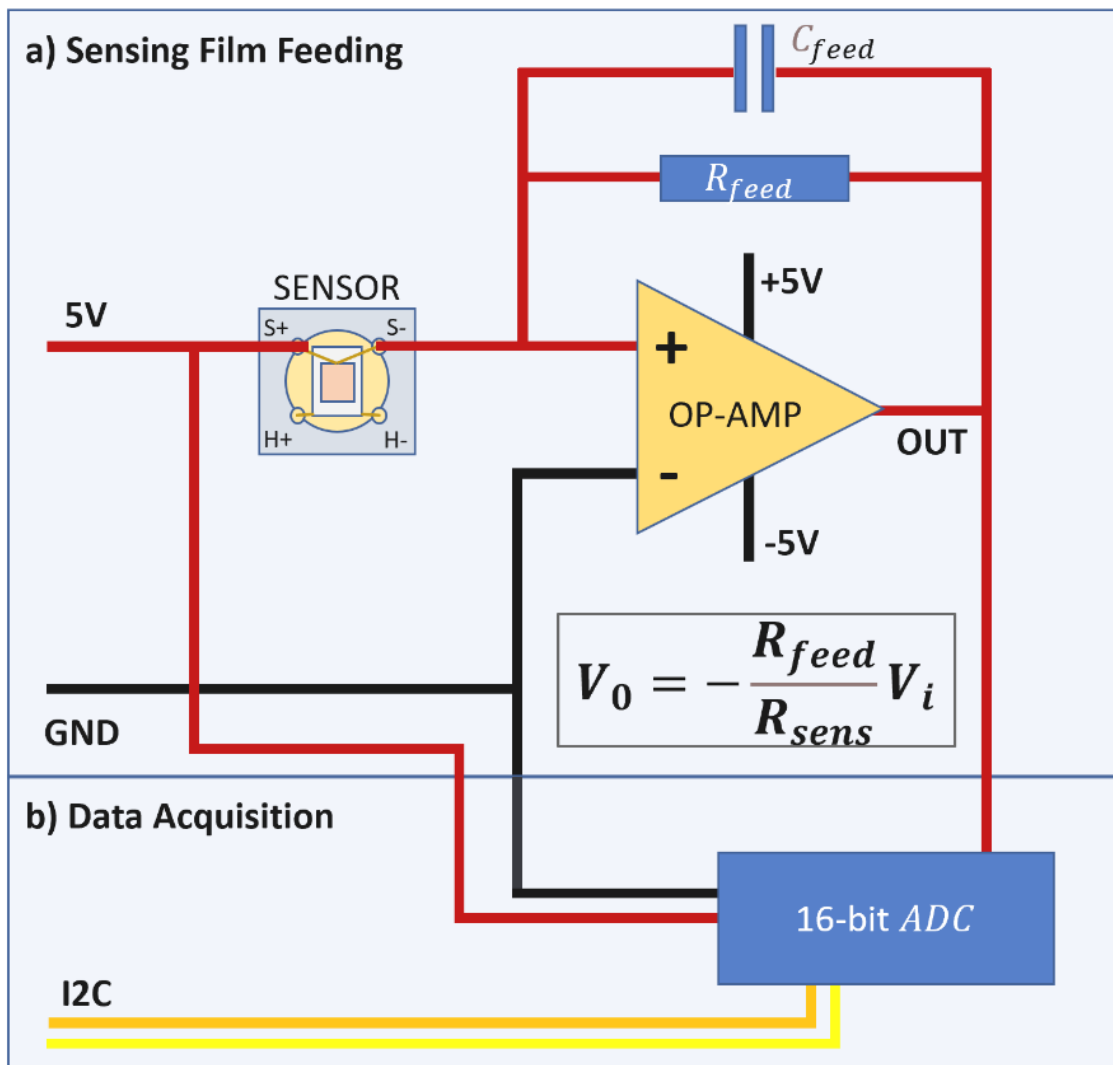 a) Sensing Film Feeding
C_feed
R_feed
SENSOR
5V
S+ S-
H+ H-
+5V
+
OP-AMP
-
OUT
-5V
V_0 = - R_feed / R_sens V_i
GND
b) Data Acquisition
16-bit ADC
I2C